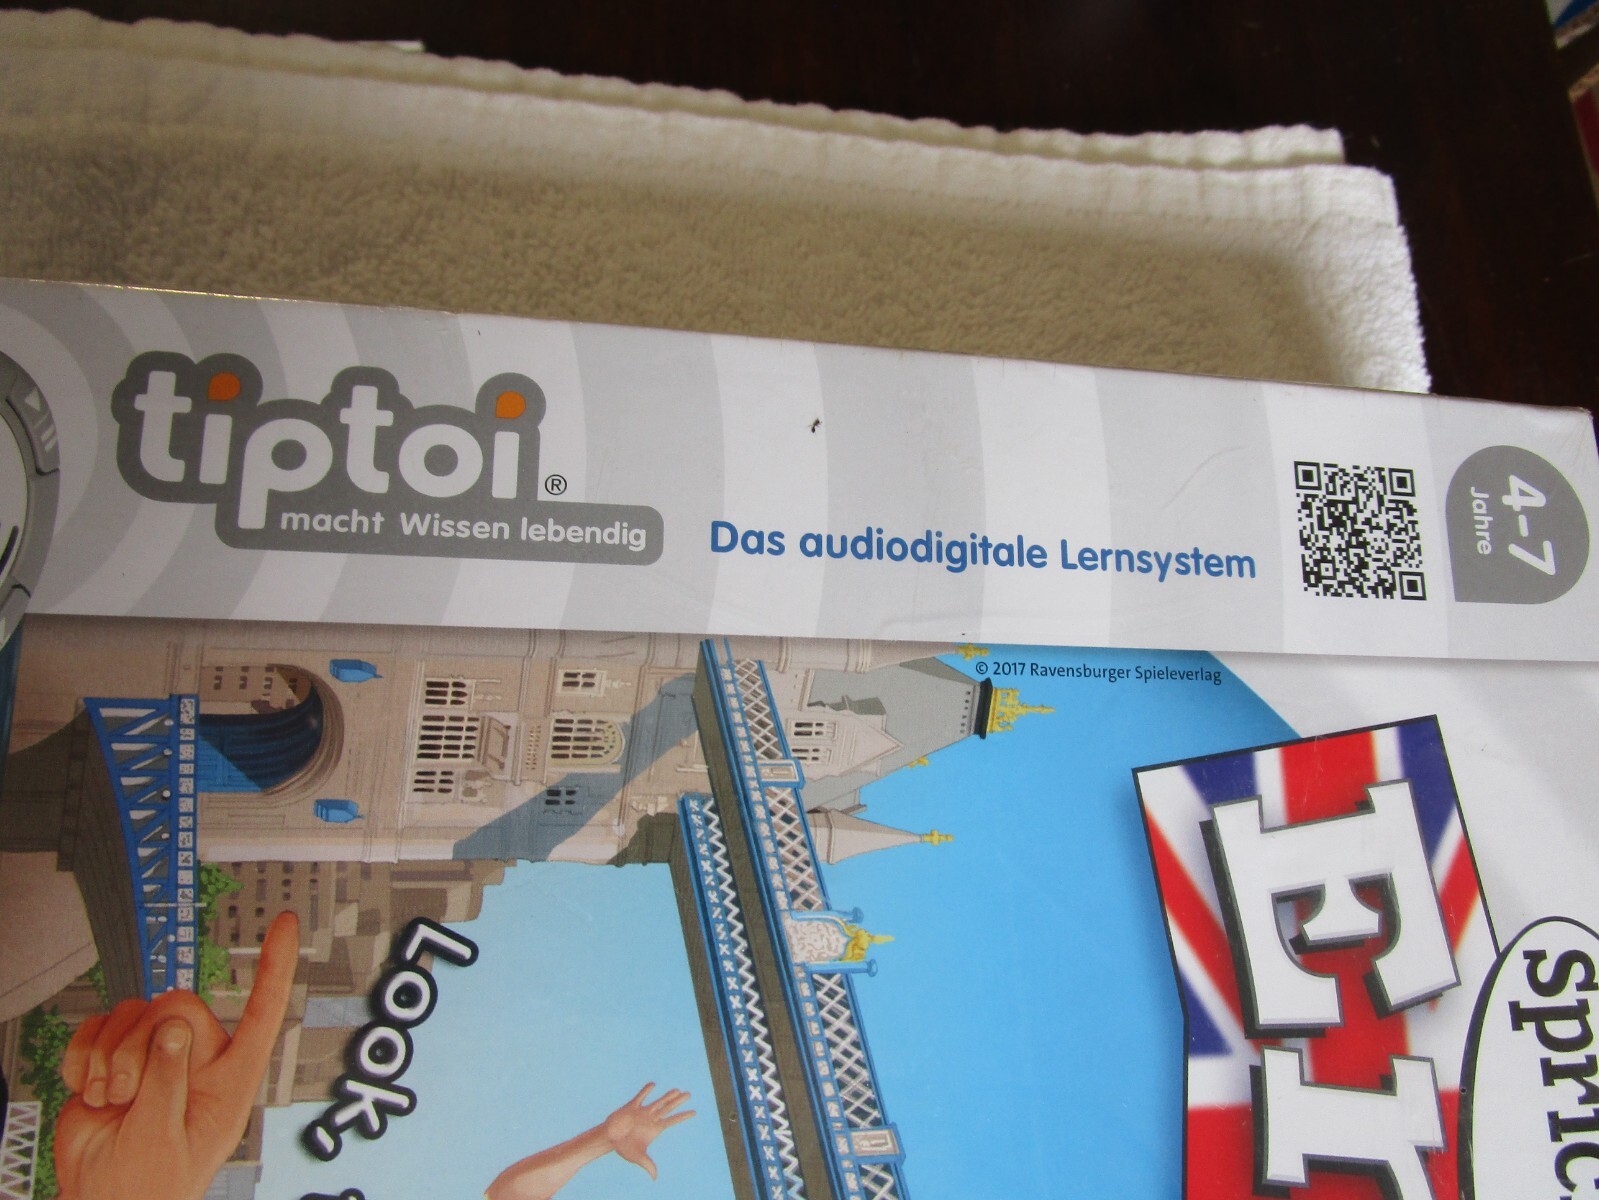 tiptoi®
macht Wissen lebendig
Das audiodigitale Lernsystem
4-7
Jahre
© 2017 Ravensburger Spieleverlag
Look,